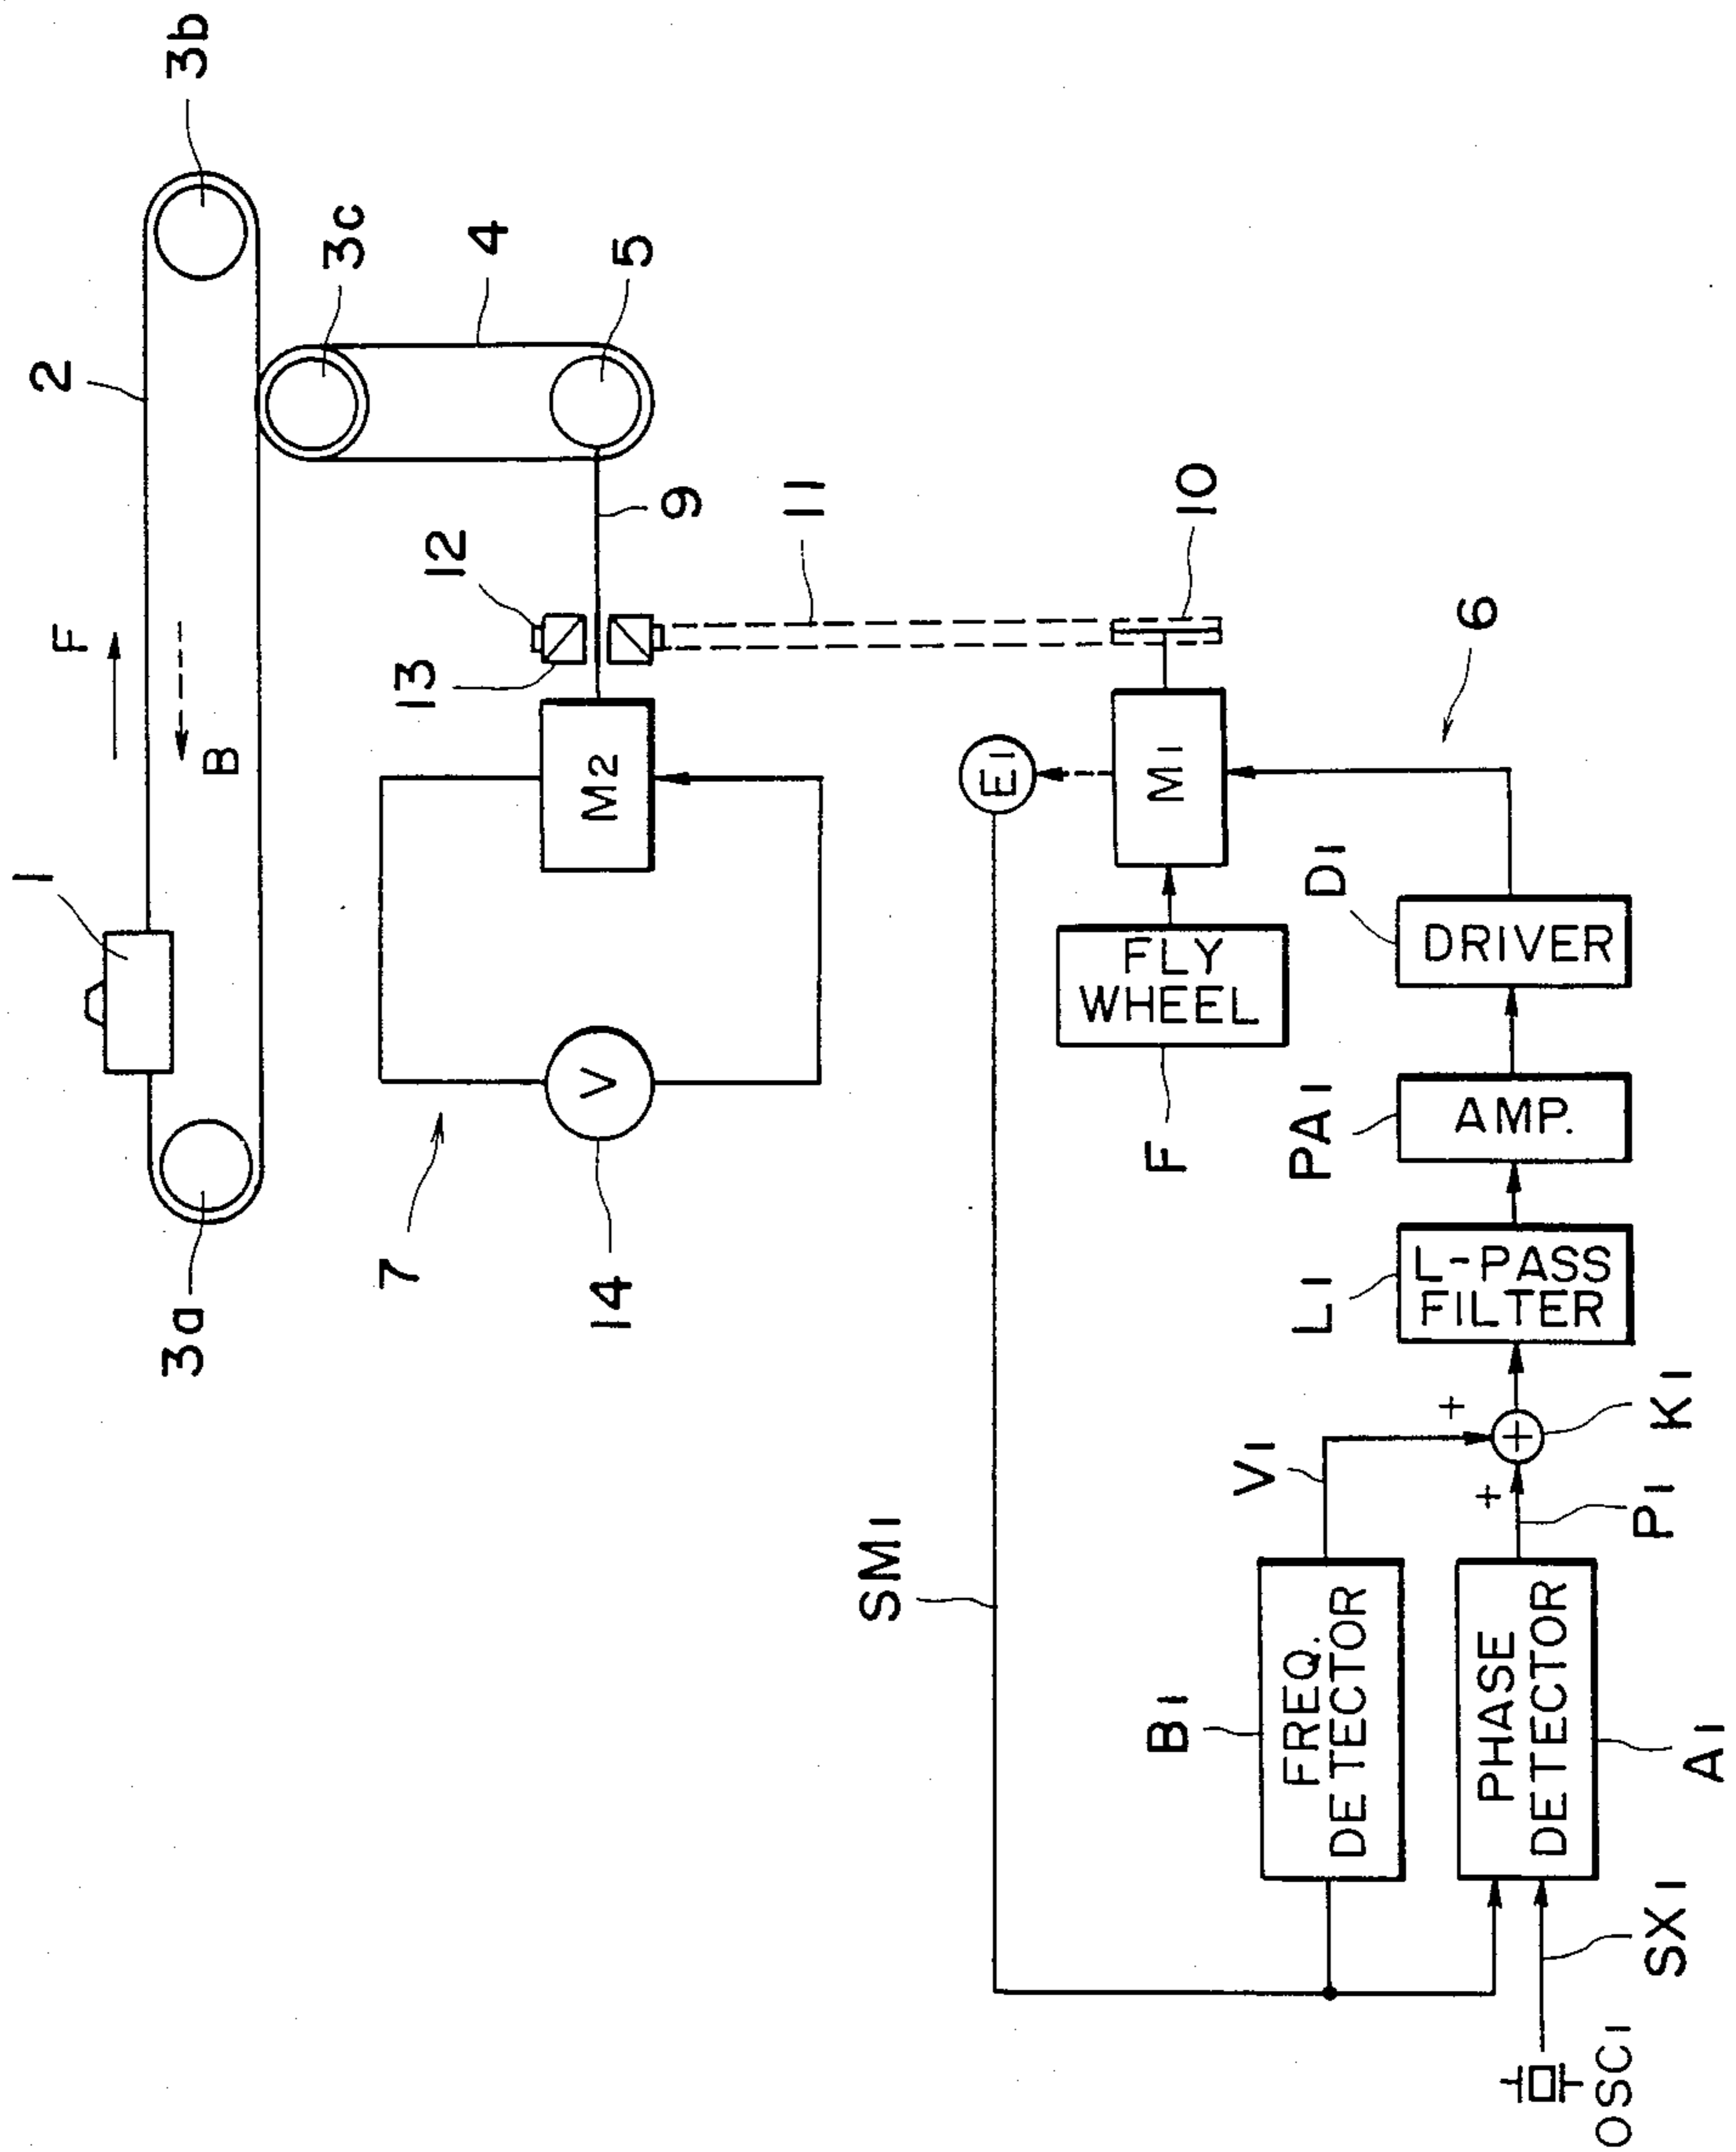 1
F
2
3b
B
3a
3c
4
5
7
14
V
M2
13
12
9
11
10
6
E1
M1
FLY
WHEEL
F
D1
DRIVER
PA1
AMP.
L1
L-PASS
FILTER
K1
+
+
+
V1
P1
SM1
B1
FREQ.
DETECTOR
PHASE
DETECTOR
A1
SX1
OSC1